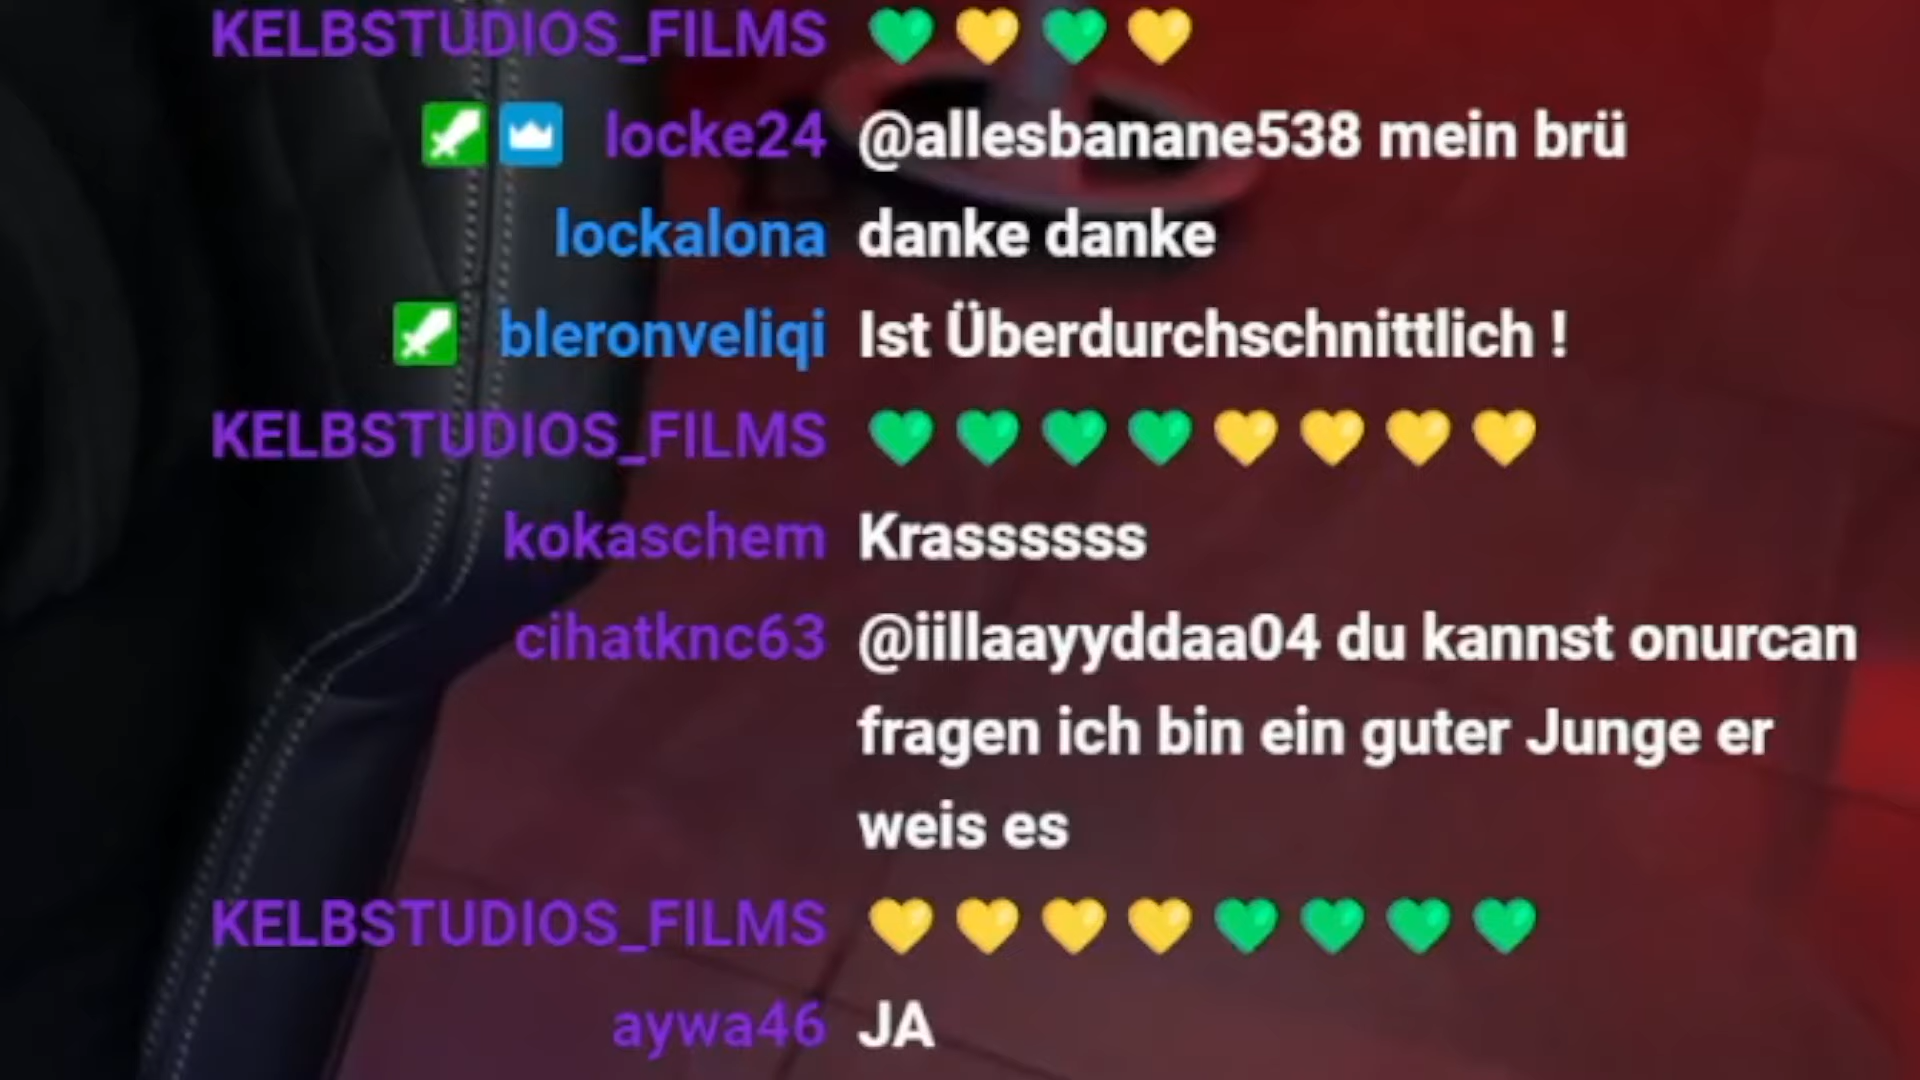 KELBSTUDIOS_FILMS 💚 💛 💚 💛
locke24 @allesbanane538 mein brü
lockalona danke danke
bleronveliqi Ist Überdurchschnittlich !
KELBSTUDIOS_FILMS 💚 💚 💚 💚 💛 💛 💛 💛
kokaschem Krassssss
cihatknc63 @iillaayyddaa04 du kannst onurcan
fragen ich bin ein guter Junge er
weis es
KELBSTUDIOS_FILMS 💛 💛 💛 💛 💚 💚 💚 💚
aywa46 JA